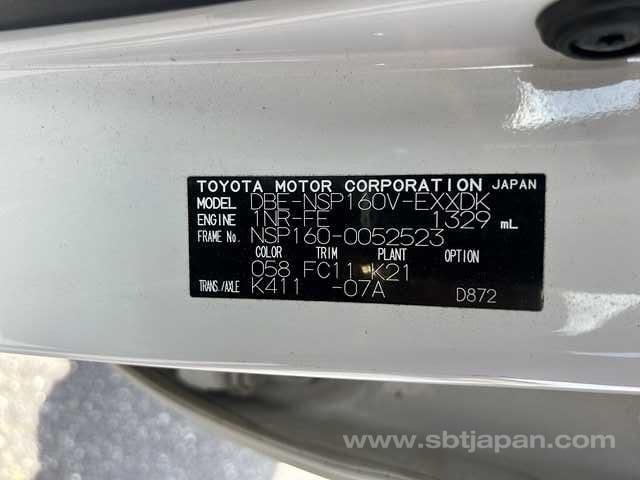 TOYOTA MOTOR CORPORATION JAPAN
MODEL DBE-NSP160V-EXXDK
ENGINE 1NR-FE 1329 mL
FRAME No. NSP160-0052523
COLOR TRIM PLANT OPTION
058 FC11 K21
TRANS./AXLE K411 -07A D872
www.sbtjapan.com